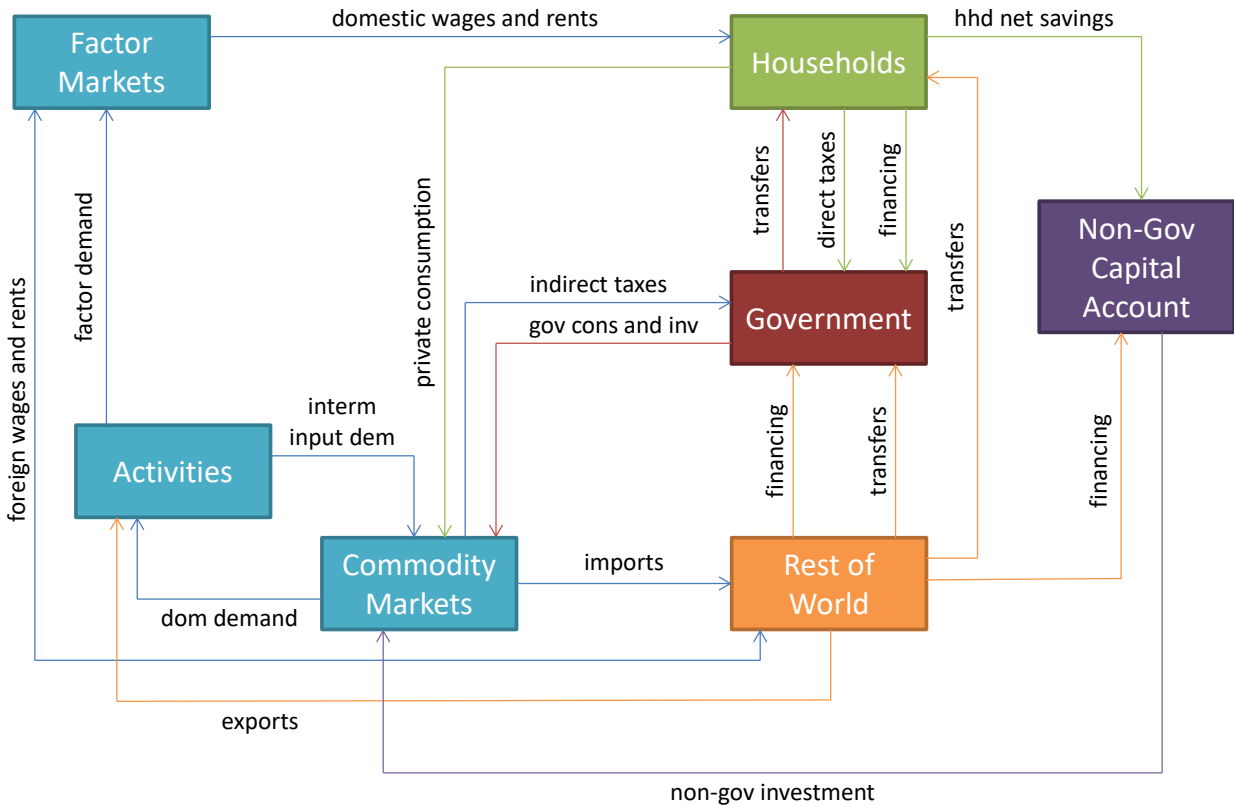 domestic wages and rents
hhd net savings
Factor
Markets
Households
factor demand
foreign wages and rents
private consumption
transfers
direct taxes
financing
transfers
Non-Gov
Capital
Account
indirect taxes
gov cons and inv
Government
interm
input dem
Activities
financing
transfers
financing
Commodity
Markets
imports
Rest of
World
dom demand
exports
non-gov investment